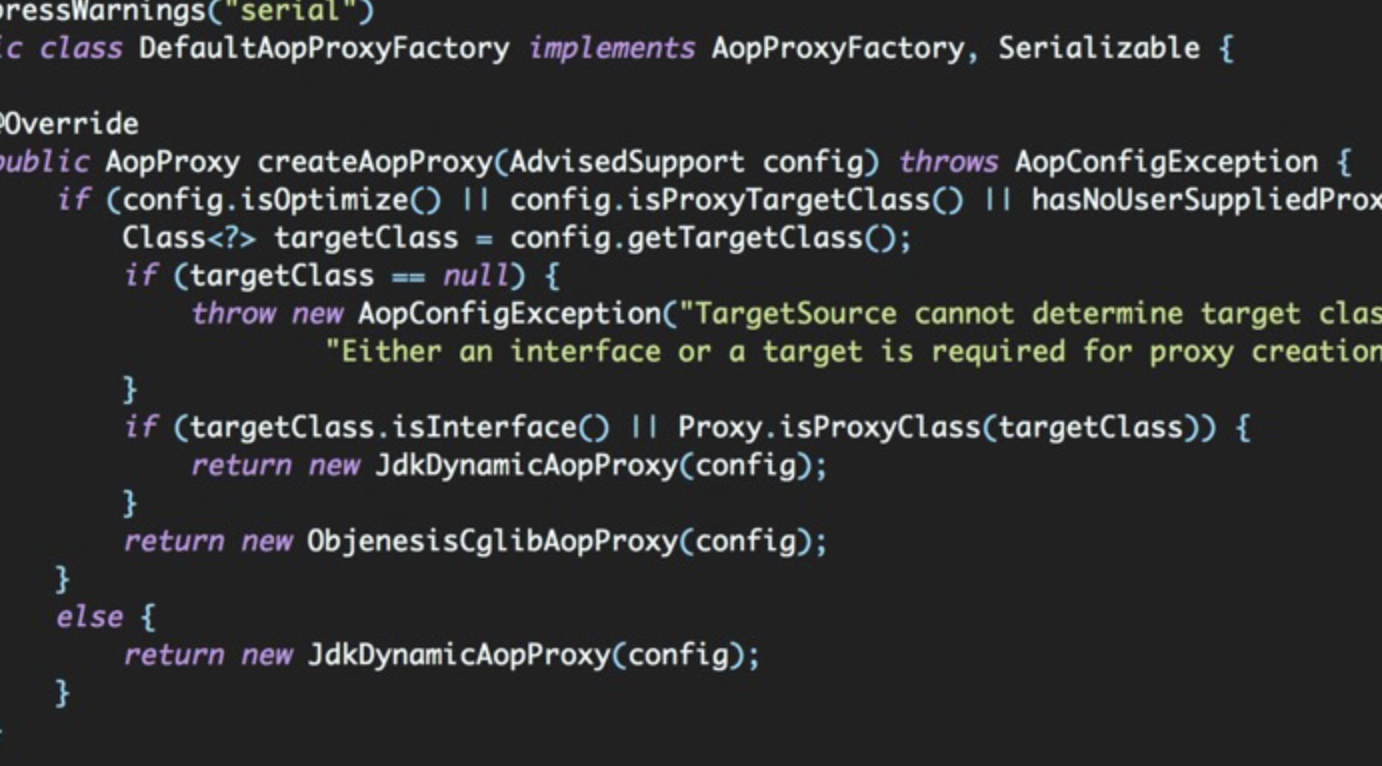 pressWarnings("serial")
ic class DefaultAopProxyFactory implements AopProxyFactory, Serializable {
@Override
public AopProxy createAopProxy(AdvisedSupport config) throws AopConfigException {
if (config.isOptimize() || config.isProxyTargetClass() || hasNoUserSuppliedProx
Class<?> targetClass = config.getTargetClass();
if (targetClass == null) {
throw new AopConfigException("TargetSource cannot determine target clas
"Either an interface or a target is required for proxy creation
}
if (targetClass.isInterface() || Proxy.isProxyClass(targetClass)) {
return new JdkDynamicAopProxy(config);
}
return new ObjenesisCglibAopProxy(config);
}
else {
return new JdkDynamicAopProxy(config);
}